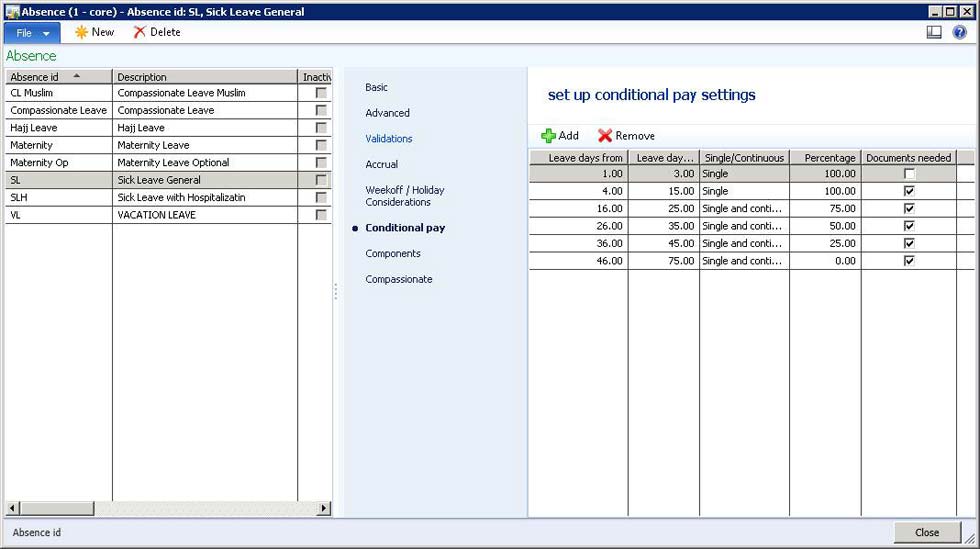 Absence (1 - core) - Absence id: SL, Sick Leave General
File New Delete
Absence
Absence id Description Inactiv
CL Muslim Compassionate Leave Muslim
Compassionate Leave Compassionate Leave
Hajj Leave Hajj Leave
Maternity Maternity Leave
Maternity Op Maternity Leave Optional
SL Sick Leave General
SLH Sick Leave with Hospitalizatin
VL VACATION LEAVE
Basic
Advanced
Validations
Accrual
Weekoff / Holiday
Considerations
Conditional pay
Components
Compassionate
set up conditional pay settings
Add Remove
Leave days from Leave day... Single/Continuous Percentage Documents needed
1.00 3.00 Single 100.00
4.00 15.00 Single 100.00
16.00 25.00 Single and conti... 75.00
26.00 35.00 Single and conti... 50.00
36.00 45.00 Single and conti... 25.00
46.00 75.00 Single and conti... 0.00
Absence id Close